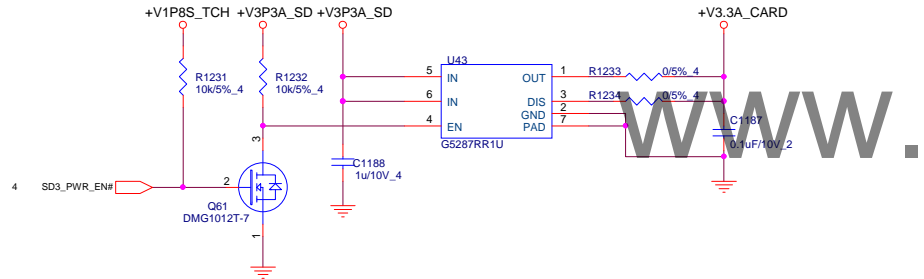 +V1P8S_TCH +V3P3A_SD +V3P3A_SD +V3.3A_CARD
U43
R1231
10k/5%_4
R1232
10k/5%_4
5 IN OUT 1 R1233 0/5%_4
6 IN DIS 3 R1234 0/5%_4
GND 2
4 EN PAD 7
G5287RR1U
C1187
0.1uF/10V_2
www.
3
C1188
1u/10V_4
4 SD3_PWR_EN# 2
Q61
DMG1012T-7
1